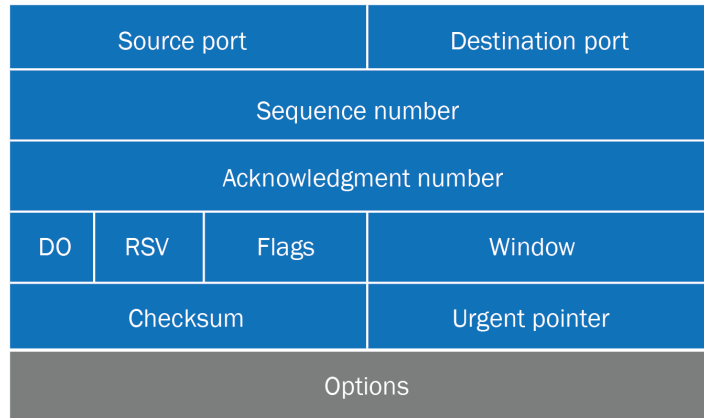 Source port Destination port
Sequence number
Acknowledgment number
DO RSV Flags Window
Checksum Urgent pointer
Options